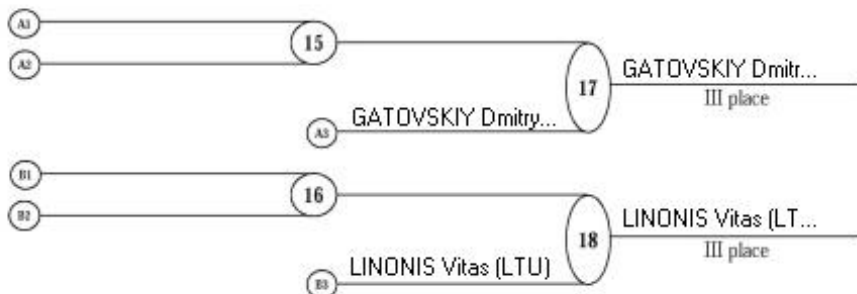 A1
15
A2
GATOVSKIY Dmitr...
17
III place
GATOVSKIY Dmitry...
A3
B1
16
B2
LINONIS Vitas (LT...
18
III place
LINONIS Vitas (LTU)
B3